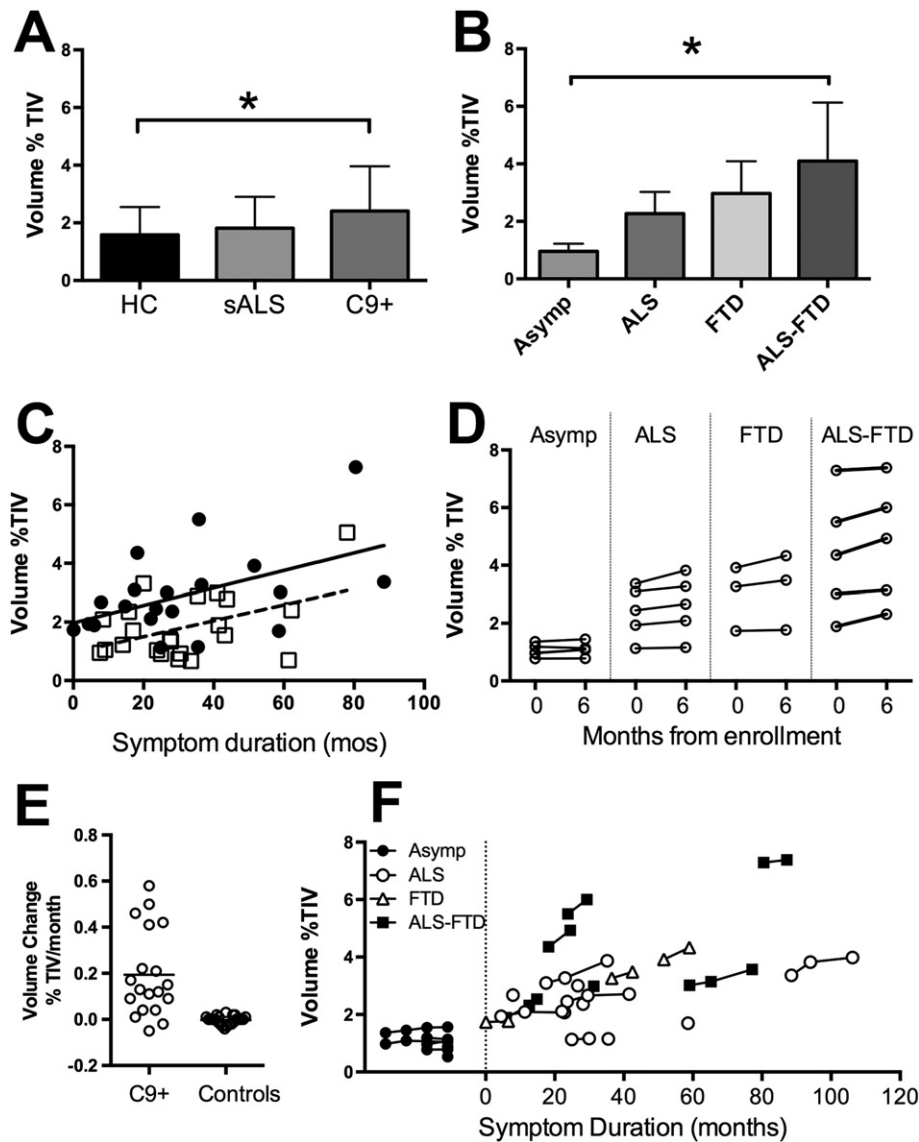 A
8
6
4
2
0
Volume % TIV
*
HC sALS C9+
B
8
6
4
2
0
Volume %TIV
*
Asymp ALS FTD ALS-FTD
C
8
6
4
2
0
Volume %TIV
0 20 40 60 80 100
Symptom duration (mos)
D
Asymp ALS FTD ALS-FTD
8
6
4
2
0
Volume % TIV
0 6 0 6 0 6 0 6
Months from enrollment
E
0.8
0.6
0.4
0.2
0.0
-0.2
Volume Change
% TIV/month
C9+ Controls
F
8
6
4
2
0
Volume %TIV
Asymp
ALS
FTD
ALS-FTD
0 20 40 60 80 100 120
Symptom Duration (months)